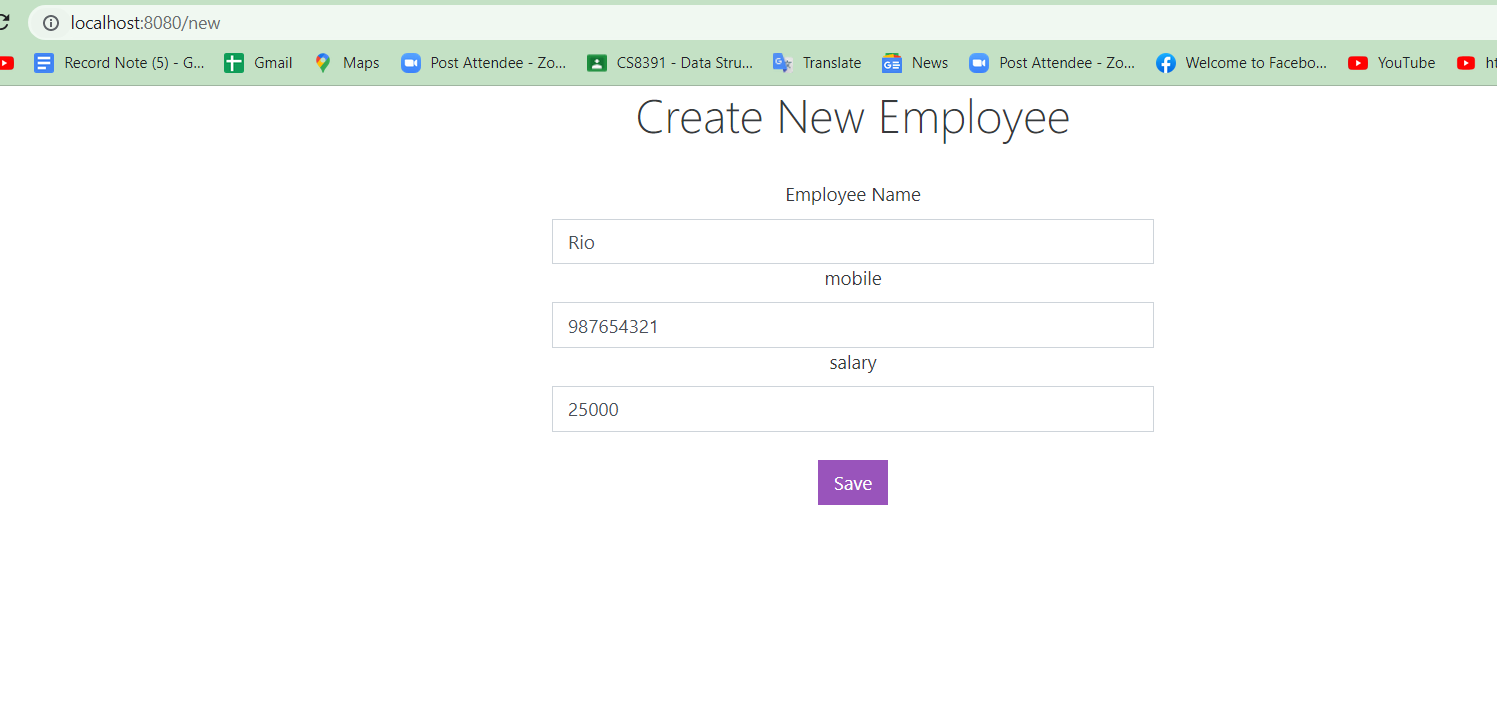 localhost:8080/new
Record Note (5) - G... Gmail Maps Post Attendee - Zo... CS8391 - Data Stru... Translate News Post Attendee - Zo... Welcome to Facebo... YouTube
Create New Employee
Employee Name
Rio
mobile
987654321
salary
25000
Save